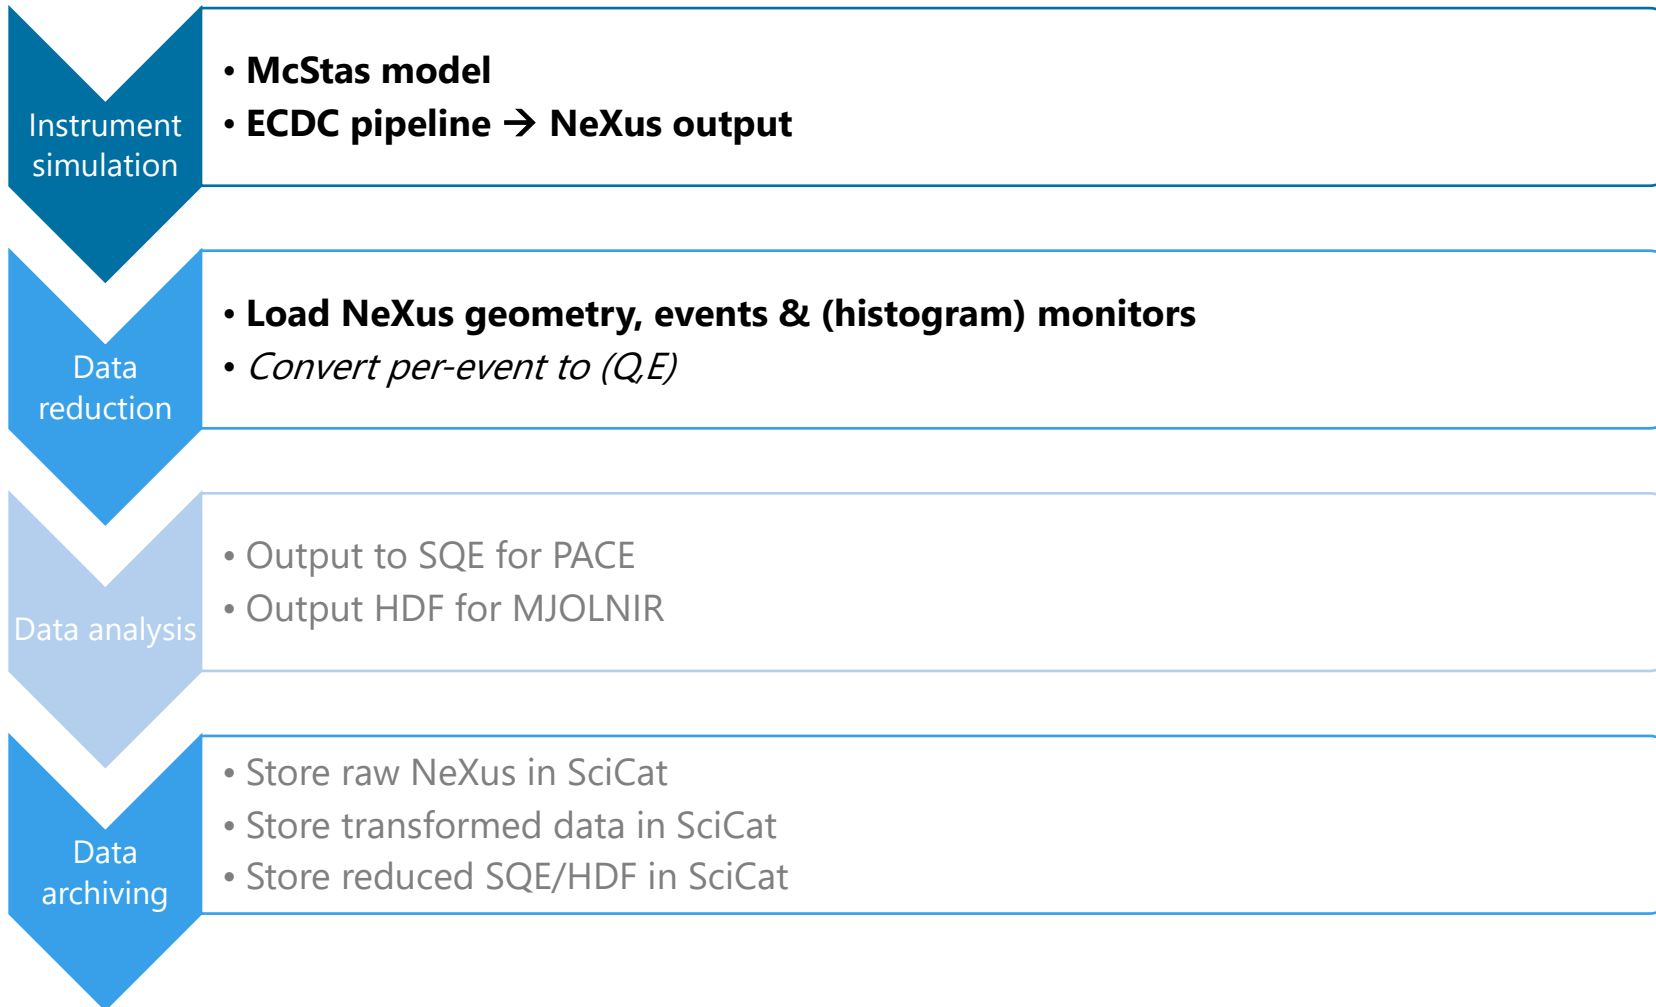 Instrument
simulation
• McStas model
• ECDC pipeline → NeXus output
Data
reduction
• Load NeXus geometry, events & (histogram) monitors
• Convert per-event to (Q,E)
Data analysis
• Output to SQE for PACE
• Output HDF for MJOLNIR
Data
archiving
• Store raw NeXus in SciCat
• Store transformed data in SciCat
• Store reduced SQE/HDF in SciCat